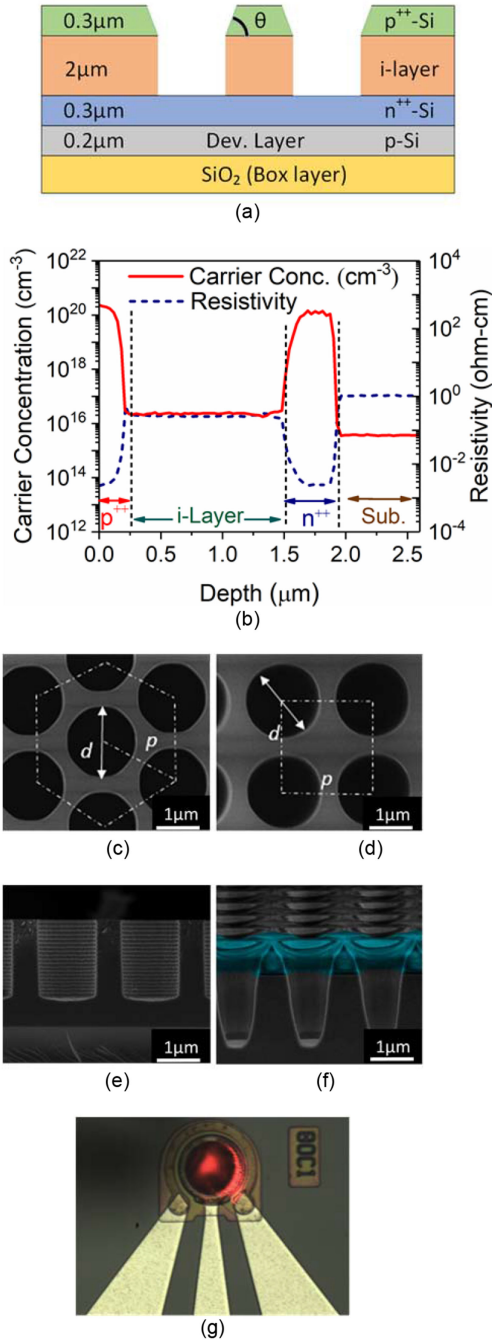 0.3μm θ p⁺⁺-Si
2μm i-layer
0.3μm n⁺⁺-Si
0.2μm Dev. Layer p-Si
SiO₂ (Box layer)
(a)
Carrier Concentration (cm⁻³)
10²²
10²⁰
10¹⁸
10¹⁶
10¹⁴
10¹²
Carrier Conc. (cm⁻³)
Resistivity
p⁺⁺ i-Layer n⁺⁺ Sub.
10⁴
10²
10⁰
10⁻²
10⁻⁴
Resistivity (ohm-cm)
0.0 0.5 1.0 1.5 2.0 2.5
Depth (μm)
(b)
d p
1μm
(c)
d
p
1μm
(d)
1μm
(e)
1μm
(f)
80C1
(g)